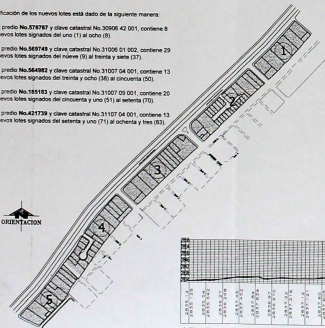 ficación de los nuevos lotes está dado de la siguiente manera:
predio No.576767 y clave catastral No.30906 42 001, contiene 8
evos lotes signados del uno (1) al ocho (8).
predio No.569749 y clave catastral No.31006 01 002, contiene 29
evos lotes signados del núeve (9) al treinta y siete (37).
predio No.564982 y clave catastral No.31007 04 001, contiene 13
evos lotes signados del treinta y ocho (38) al cincuenta (50).
predio No.185183 y clave catastral No.31007 09 001, contiene 20
evos lotes signados del cincuenta y uno (51) al setenta (70).
predio No.421739 y clave catastral No.31107 04 001, contiene 13
evos lotes signados del setenta y uno (71) al ochenta y tres (83).
1
2
3
4
5
ORIENTACION